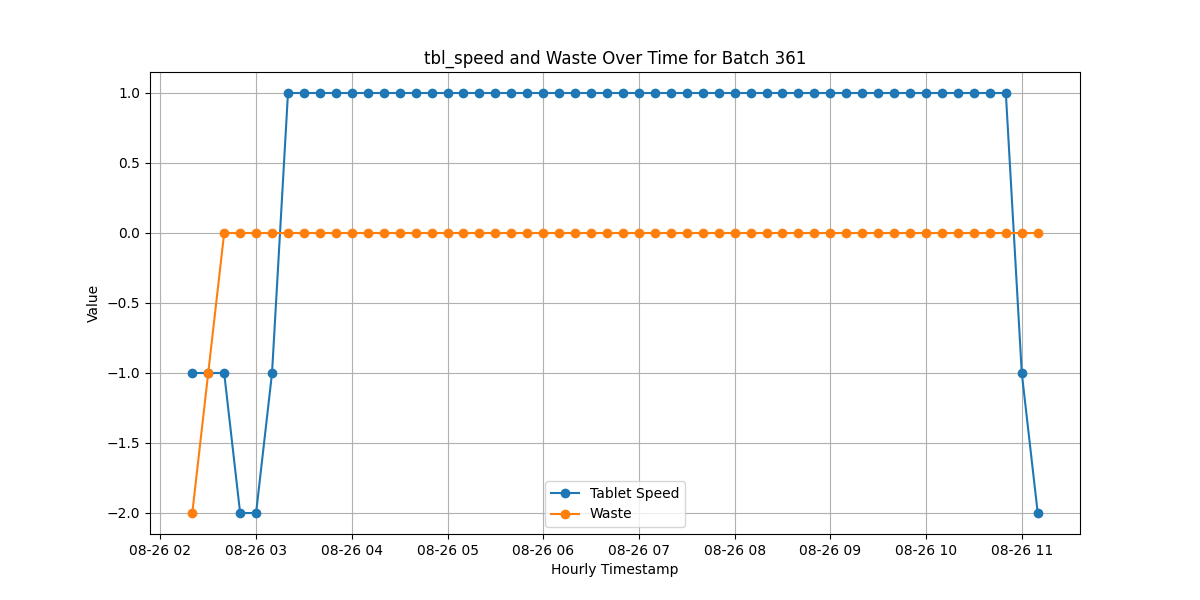 tbl_speed and Waste Over Time for Batch 361
1.0
0.5
0.0
−0.5
−1.0
−1.5
−2.0
Value
Tablet Speed
Waste
08-26 02 08-26 03 08-26 04 08-26 05 08-26 06 08-26 07 08-26 08 08-26 09 08-26 10 08-26 11
Hourly Timestamp